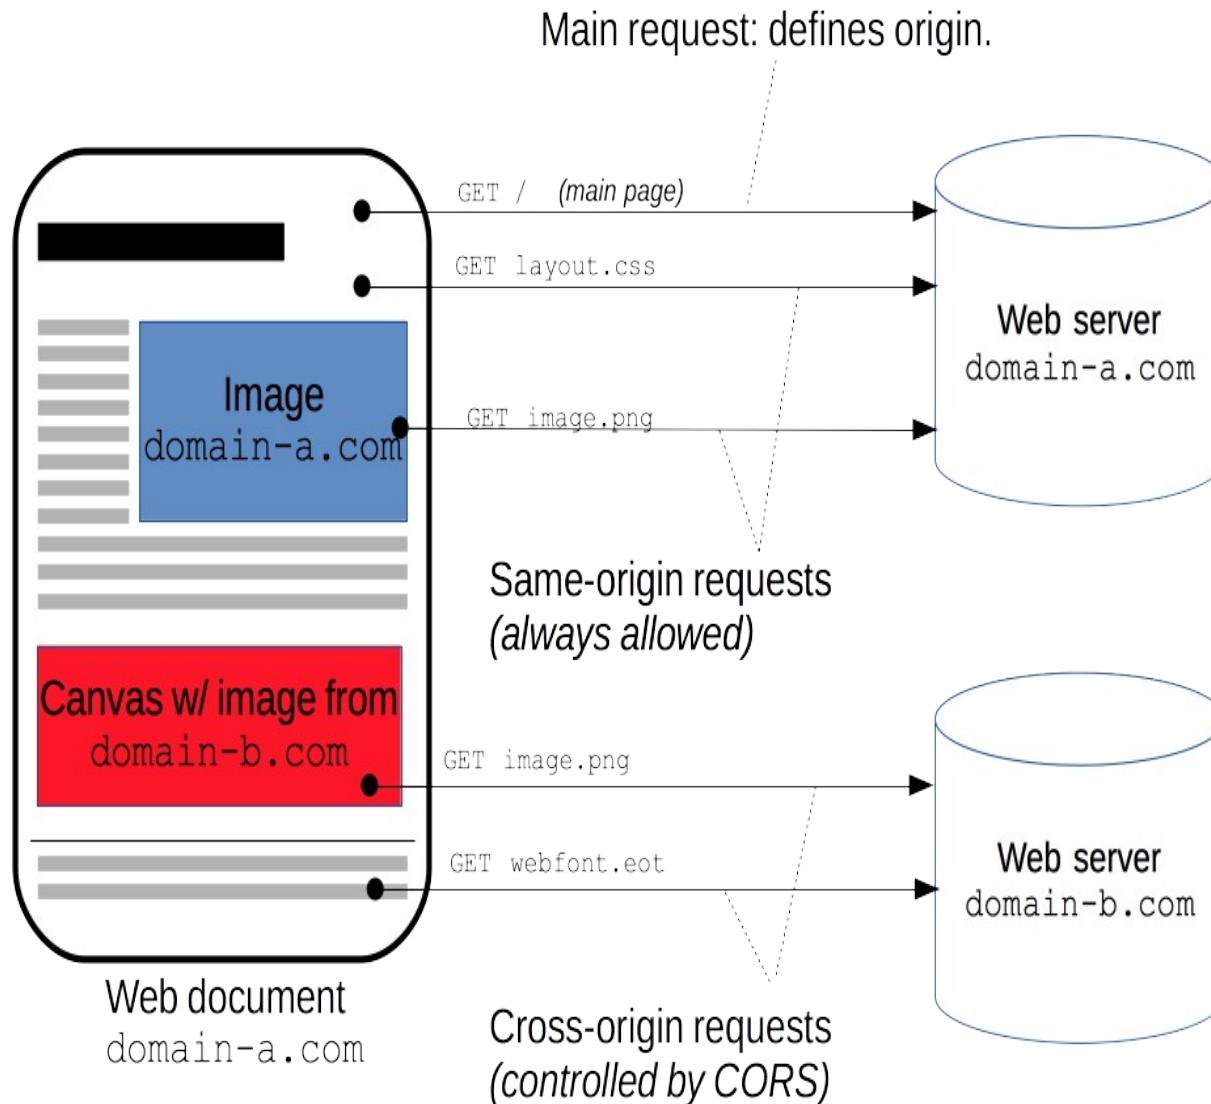 Main request: defines origin.
GET / (main page)
GET layout.css
Image
domain-a.com
GET image.png
Web server
domain-a.com
Same-origin requests
(always allowed)
Canvas w/ image from
domain-b.com
GET image.png
GET webfont.eot
Web server
domain-b.com
Web document
domain-a.com
Cross-origin requests
(controlled by CORS)